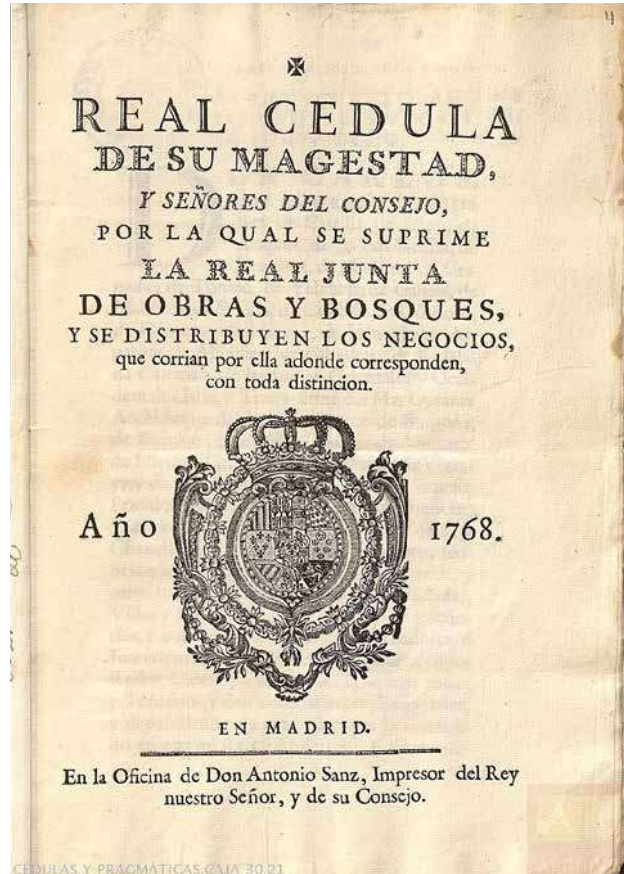 REAL CEDULA
DE SU MAGESTAD,
Y SEÑORES DEL CONSEJO,
POR LA QUAL SE SUPRIME
LA REAL JUNTA
DE OBRAS Y BOSQUES,
Y SE DISTRIBUYEN LOS NEGOCIOS,
que corrian por ella adonde corresponden,
con toda distincion.
Año 1768.
EN MADRID.
En la Oficina de Don Antonio Sanz, Impresor del Rey
nuestro Señor, y de su Consejo.
CEDULAS Y PRAGMÁTICAS,CAJA 30,21